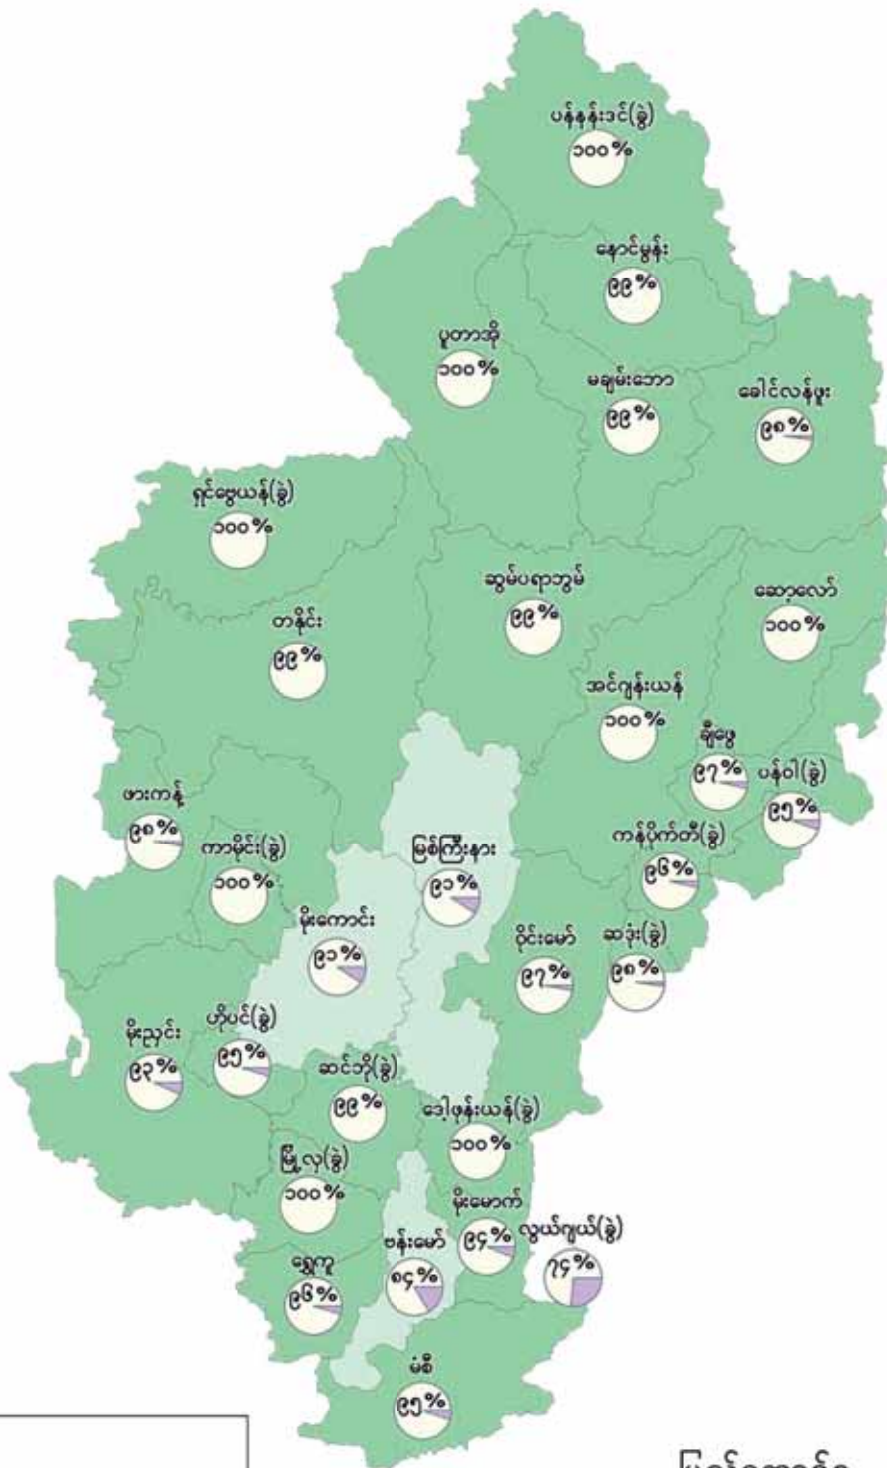 ပန်နန်းဒင်(ခွဲ)
၁၀၀%
နောင်မွန်း
၉၉%
ပူတာအို
၁၀၀%
မချမ်းဘော
၉၉%
ခေါင်လန်ဖူး
၉၈%
ရှင်ဗွေယန်(ခွဲ)
၁၀၀%
ဆွမ်ပရာဘွမ်
၉၉%
ဆော့လော်
၁၀၀%
တနိုင်း
၉၉%
အင်ဂျန်းယန်
၁၀၀%
ချီဖွေ
၉၇%
ပန်ဝါ(ခွဲ)
၉၅%
ဖားကန့်
၉၈%
ကာမိုင်း(ခွဲ)
၁၀၀%
မြစ်ကြီးနား
၉၁%
ကန်ပိုက်တီ(ခွဲ)
၉၆%
မိုးကောင်း
၉၁%
ဝိုင်းမော်
၉၇%
ဆဒုံး(ခွဲ)
၉၈%
မိုးညှင်း
၉၃%
ဟိုပင်(ခွဲ)
၉၅%
ဆင်ဘို(ခွဲ)
၉၉%
ဒေါ့ဖုန်းယန်(ခွဲ)
၁၀၀%
မြို့လှ(ခွဲ)
၁၀၀%
မိုးမောက်
၉၄%
လွယ်ဂျယ်(ခွဲ)
၇၄%
ရွှေကူ
၉၆%
ဗန်းမော်
၈၄%
မံစီ
၉၅%